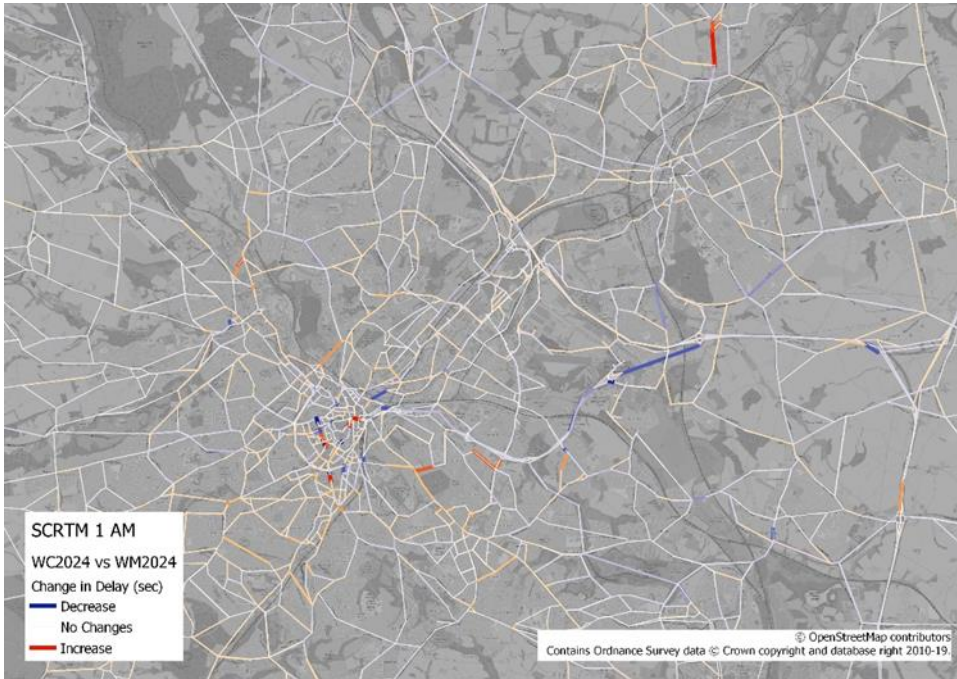 SCRTM 1 AM
WC2024 vs WM2024
Change in Delay (sec)
Decrease
No Changes
Increase
© OpenStreetMap contributors
Contains Ordnance Survey data © Crown copyright and database right 2010-19.